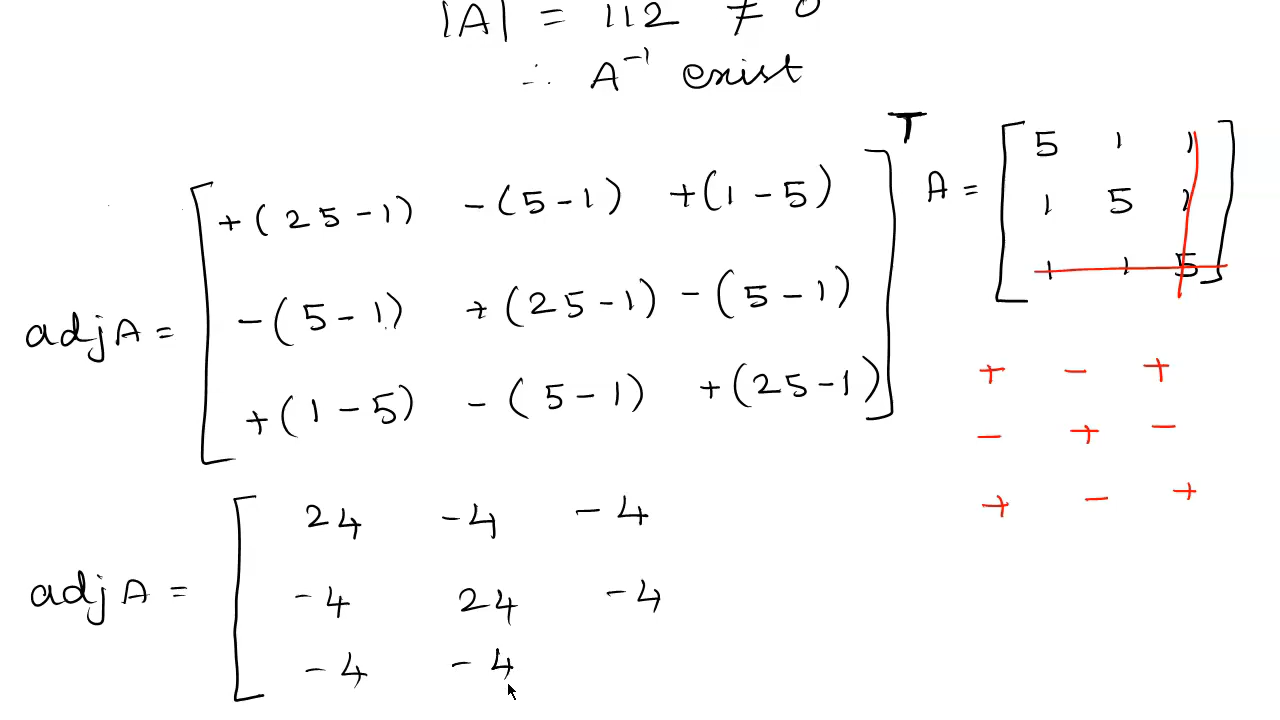 |A| = 112 ≠ 0
∴ A⁻¹ exist
adj A = [ +(25-1) -(5-1) +(1-5)
-(5-1) +(25-1) -(5-1)
+(1-5) -(5-1) +(25-1) ]ᵀ
A = [ 5 1 1
1 5 1
1 1 5 ]
+ - +
- + -
+ - +
adj A = [ 24 -4 -4
-4 24 -4
-4 -4